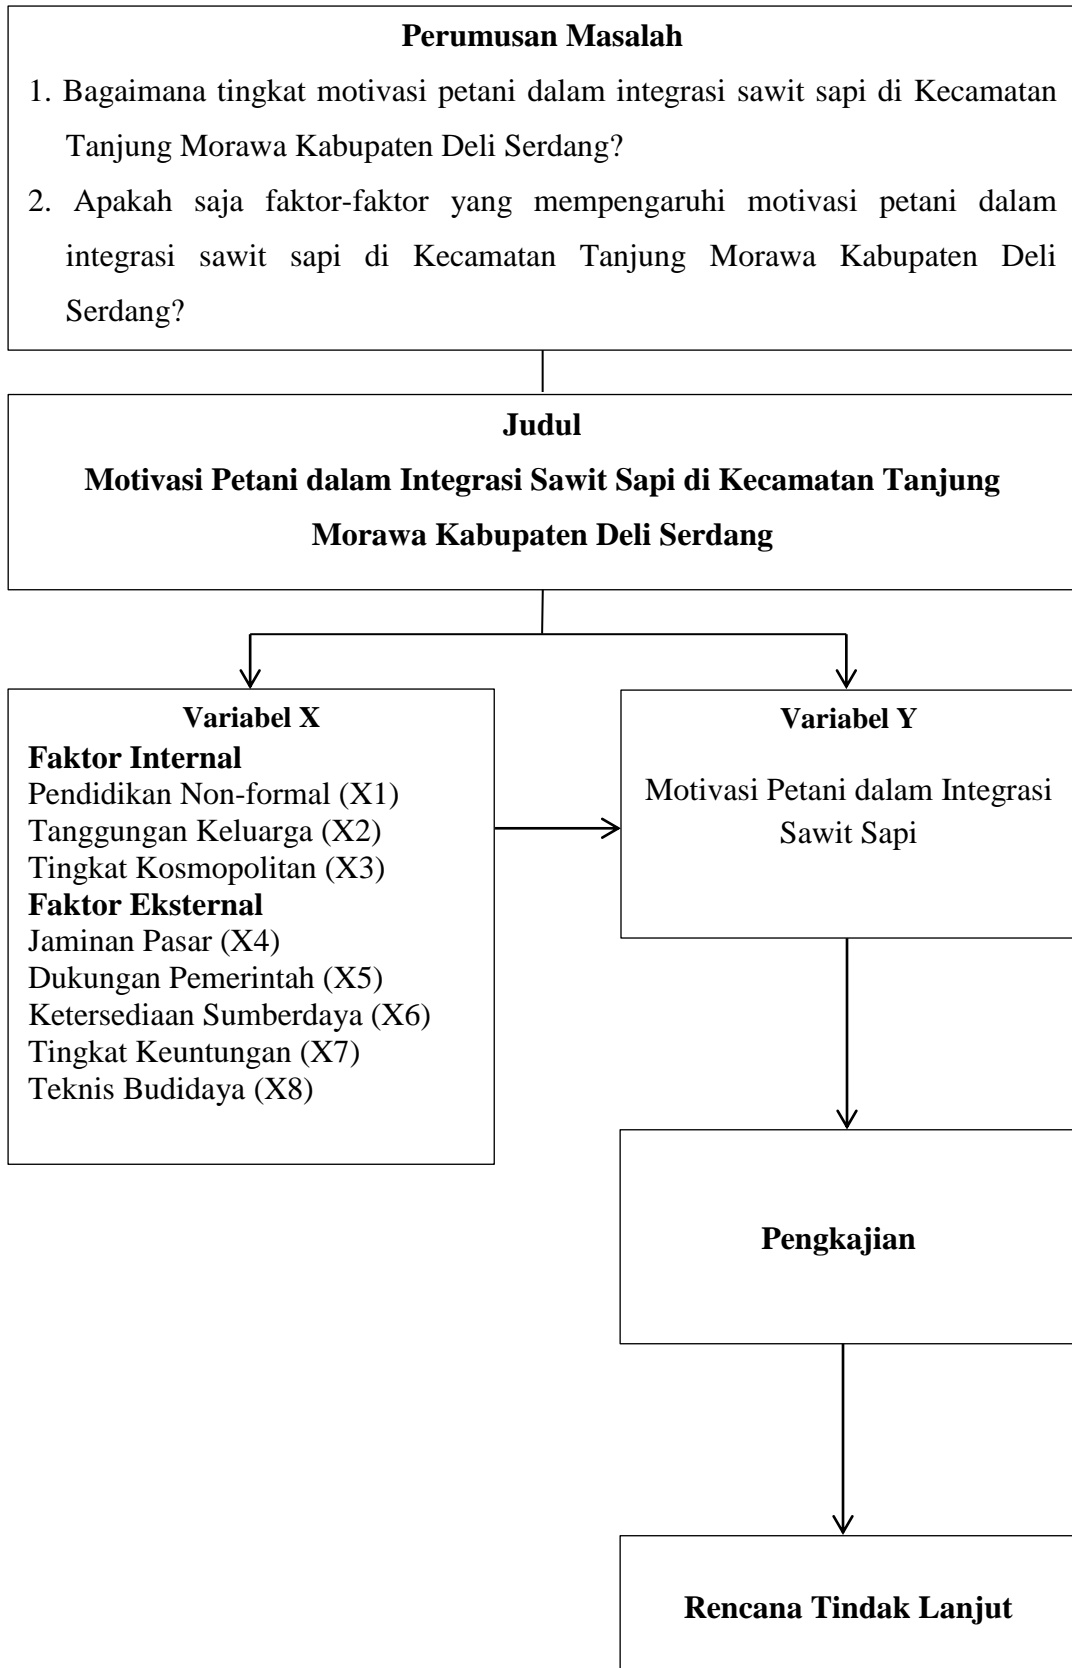 Perumusan Masalah
1. Bagaimana tingkat motivasi petani dalam integrasi sawit sapi di Kecamatan
Tanjung Morawa Kabupaten Deli Serdang?
2. Apakah saja faktor-faktor yang mempengaruhi motivasi petani dalam
integrasi sawit sapi di Kecamatan Tanjung Morawa Kabupaten Deli
Serdang?
Judul
Motivasi Petani dalam Integrasi Sawit Sapi di Kecamatan Tanjung
Morawa Kabupaten Deli Serdang
Variabel X
Faktor Internal
Pendidikan Non-formal (X1)
Tanggungan Keluarga (X2)
Tingkat Kosmopolitan (X3)
Faktor Eksternal
Jaminan Pasar (X4)
Dukungan Pemerintah (X5)
Ketersediaan Sumberdaya (X6)
Tingkat Keuntungan (X7)
Teknis Budidaya (X8)
Variabel Y
Motivasi Petani dalam Integrasi
Sawit Sapi
Pengkajian
Rencana Tindak Lanjut